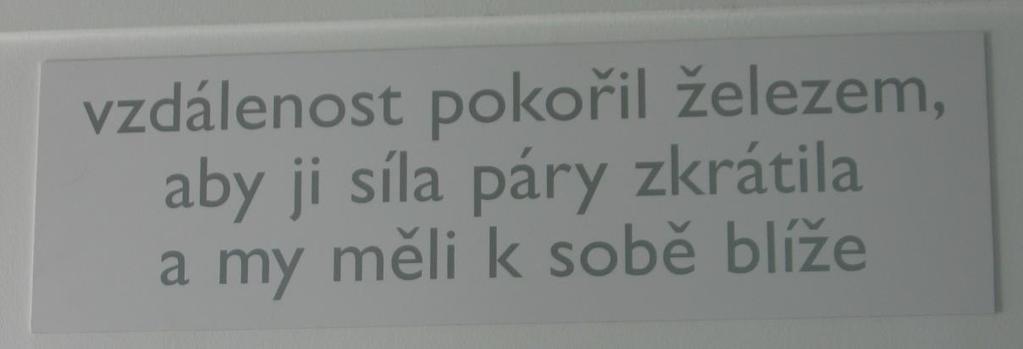 vzdálenost pokořil železem,
aby ji síla páry zkrátila
a my měli k sobě blíže